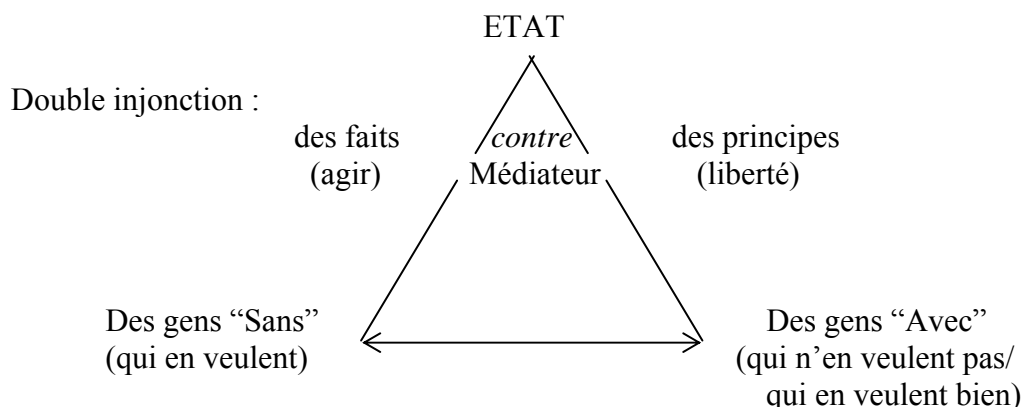 ETAT
Double injonction :
des faits contre des principes
(agir) Médiateur (liberté)
Des gens “Sans” Des gens “Avec”
(qui en veulent) (qui n’en veulent pas/
qui en veulent bien)